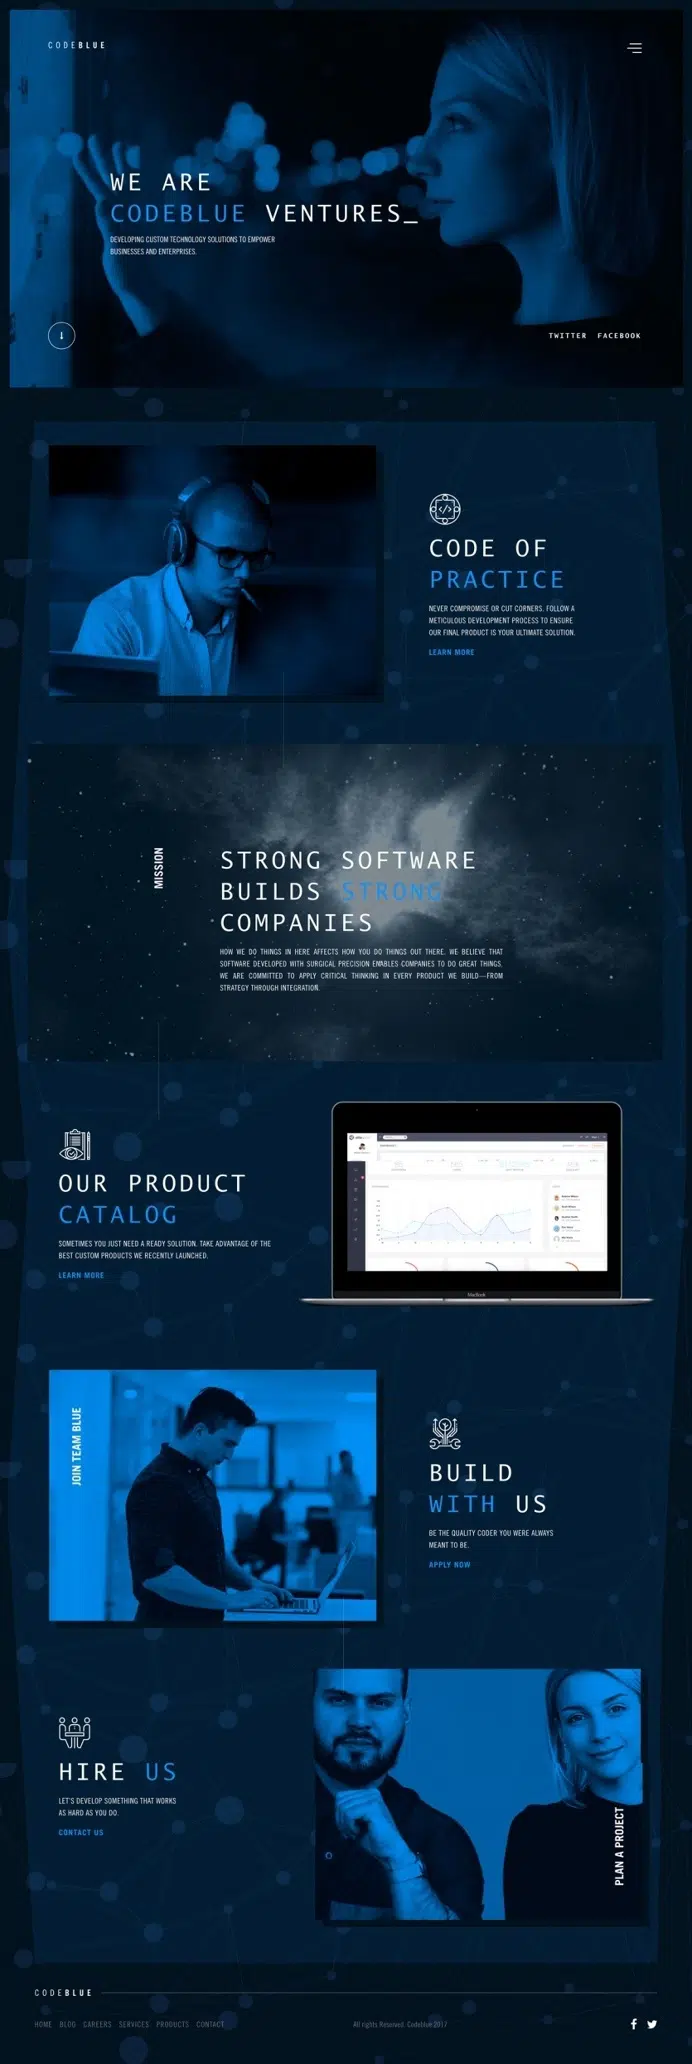 CODEBLUE
WE ARE
CODEBLUE VENTURES_
DEVELOPING CUSTOM TECHNOLOGY SOLUTIONS TO EMPOWER
BUSINESSES AND ENTERPRISES.
TWITTER FACEBOOK
CODE OF
PRACTICE
NEVER COMPROMISE OR CUT CORNERS. FOLLOW A
METICULOUS DEVELOPMENT PROCESS TO ENSURE
OUR FINAL PRODUCT IS YOUR ULTIMATE SOLUTION.
LEARN MORE
MISSION
STRONG SOFTWARE
BUILDS STRONG
COMPANIES
HOW WE DO THINGS IN HERE AFFECTS HOW YOU DO THINGS OUT THERE. WE BELIEVE THAT
SOFTWARE DEVELOPED WITH SURGICAL PRECISION ENABLES COMPANIES TO DO GREAT THINGS.
WE ARE COMMITTED TO APPLY CRITICAL THINKING IN EVERY PRODUCT WE BUILD—FROM
STRATEGY THROUGH INTEGRATION.
OUR PRODUCT
CATALOG
SOMETIMES YOU JUST NEED A READY SOLUTION. TAKE ADVANTAGE OF THE
BEST CUSTOM PRODUCTS WE RECENTLY LAUNCHED.
LEARN MORE
MacBook
JOIN TEAM BLUE
BUILD
WITH US
BE THE QUALITY CODER YOU WERE ALWAYS
MEANT TO BE.
APPLY NOW
HIRE US
LET'S DEVELOP SOMETHING THAT WORKS
AS HARD AS YOU DO.
CONTACT US
PLAN A PROJECT
CODEBLUE
HOME BLOG CAREERS SERVICES PRODUCTS CONTACT
All rights Reserved. Codeblue 2017